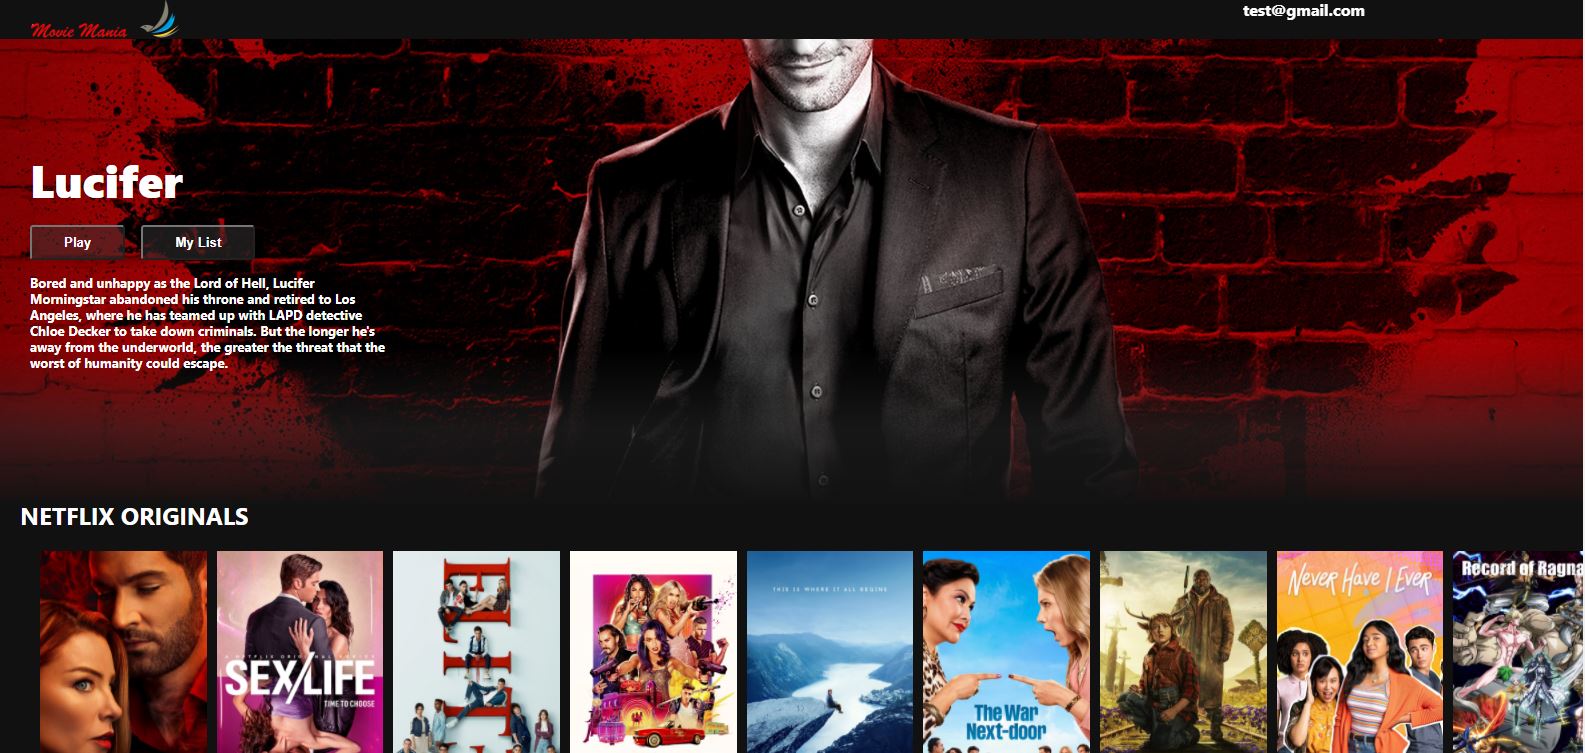 Movie Mania
test@gmail.com
Lucifer
Play
My List
Bored and unhappy as the Lord of Hell, Lucifer
Morningstar abandoned his throne and retired to Los
Angeles, where he has teamed up with LAPD detective
Chloe Decker to take down criminals. But the longer he's
away from the underworld, the greater the threat that the
worst of humanity could escape.
NETFLIX ORIGINALS
A NETFLIX ORIGINAL SERIES
SEX/LIFE
TIME TO CHOOSE
THIS IS WHERE IT ALL BEGINS
The War
Next-door
NEVER HAVE I EVER
Record of Ragna